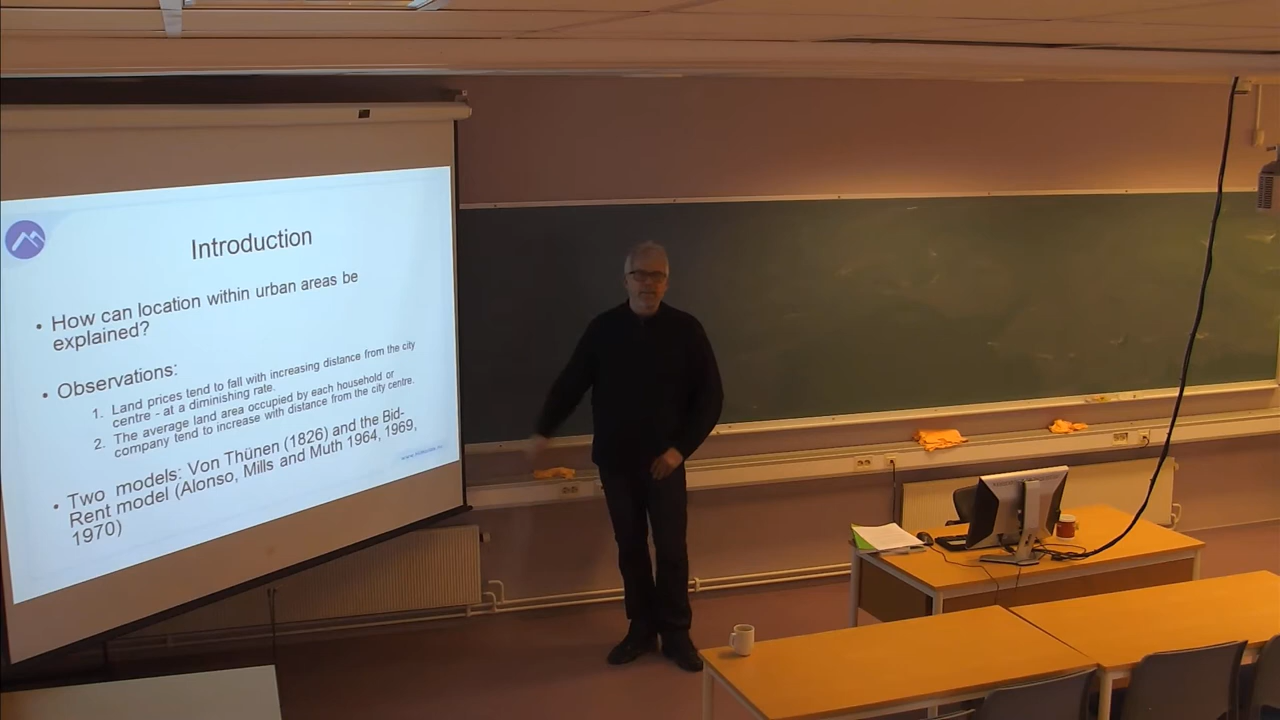 Introduction
• How can location within urban areas be
explained?
• Observations:
1. Land prices tend to fall with increasing distance from the city
centre - at a diminishing rate.
2. The average land area occupied by each household or
company tend to increase with distance from the city centre.
• Two models: Von Thünen (1826) and the Bid-
Rent model (Alonso, Mills and Muth 1964, 1969,
1970)